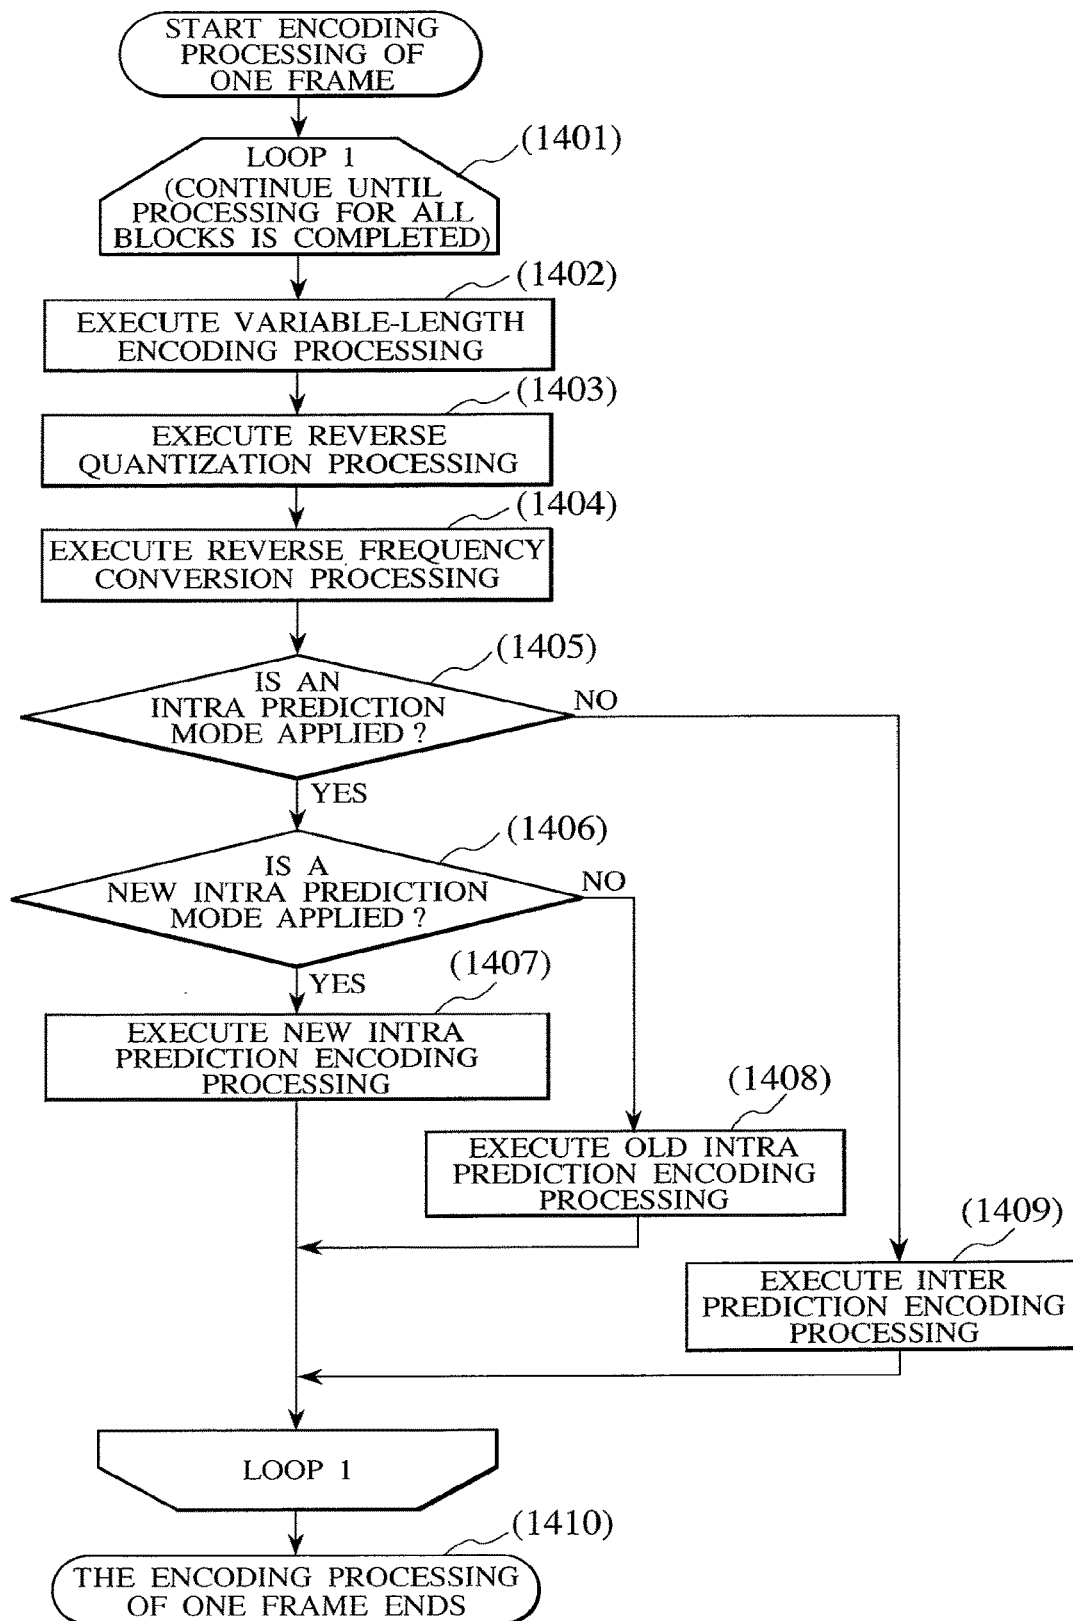 START ENCODING
PROCESSING OF
ONE FRAME
(1401)
LOOP 1
(CONTINUE UNTIL
PROCESSING FOR ALL
BLOCKS IS COMPLETED)
(1402)
EXECUTE VARIABLE-LENGTH
ENCODING PROCESSING
(1403)
EXECUTE REVERSE
QUANTIZATION PROCESSING
(1404)
EXECUTE REVERSE FREQUENCY
CONVERSION PROCESSING
(1405)
IS AN
INTRA PREDICTION
MODE APPLIED ?
NO
YES
(1406)
IS A
NEW INTRA PREDICTION
MODE APPLIED ?
NO
YES
(1407)
EXECUTE NEW INTRA
PREDICTION ENCODING
PROCESSING
(1408)
EXECUTE OLD INTRA
PREDICTION ENCODING
PROCESSING
(1409)
EXECUTE INTER
PREDICTION ENCODING
PROCESSING
LOOP 1
(1410)
THE ENCODING PROCESSING
OF ONE FRAME ENDS